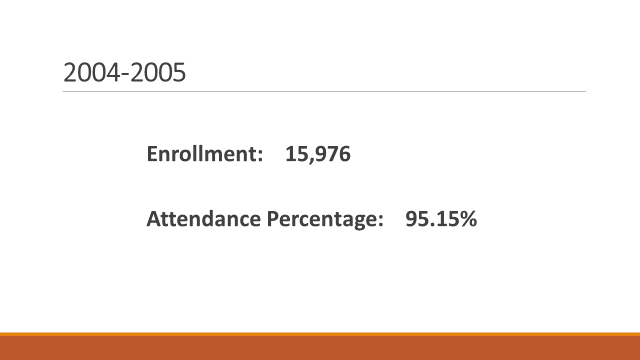 2004-2005
Enrollment: 15,976
Attendance Percentage: 95.15%